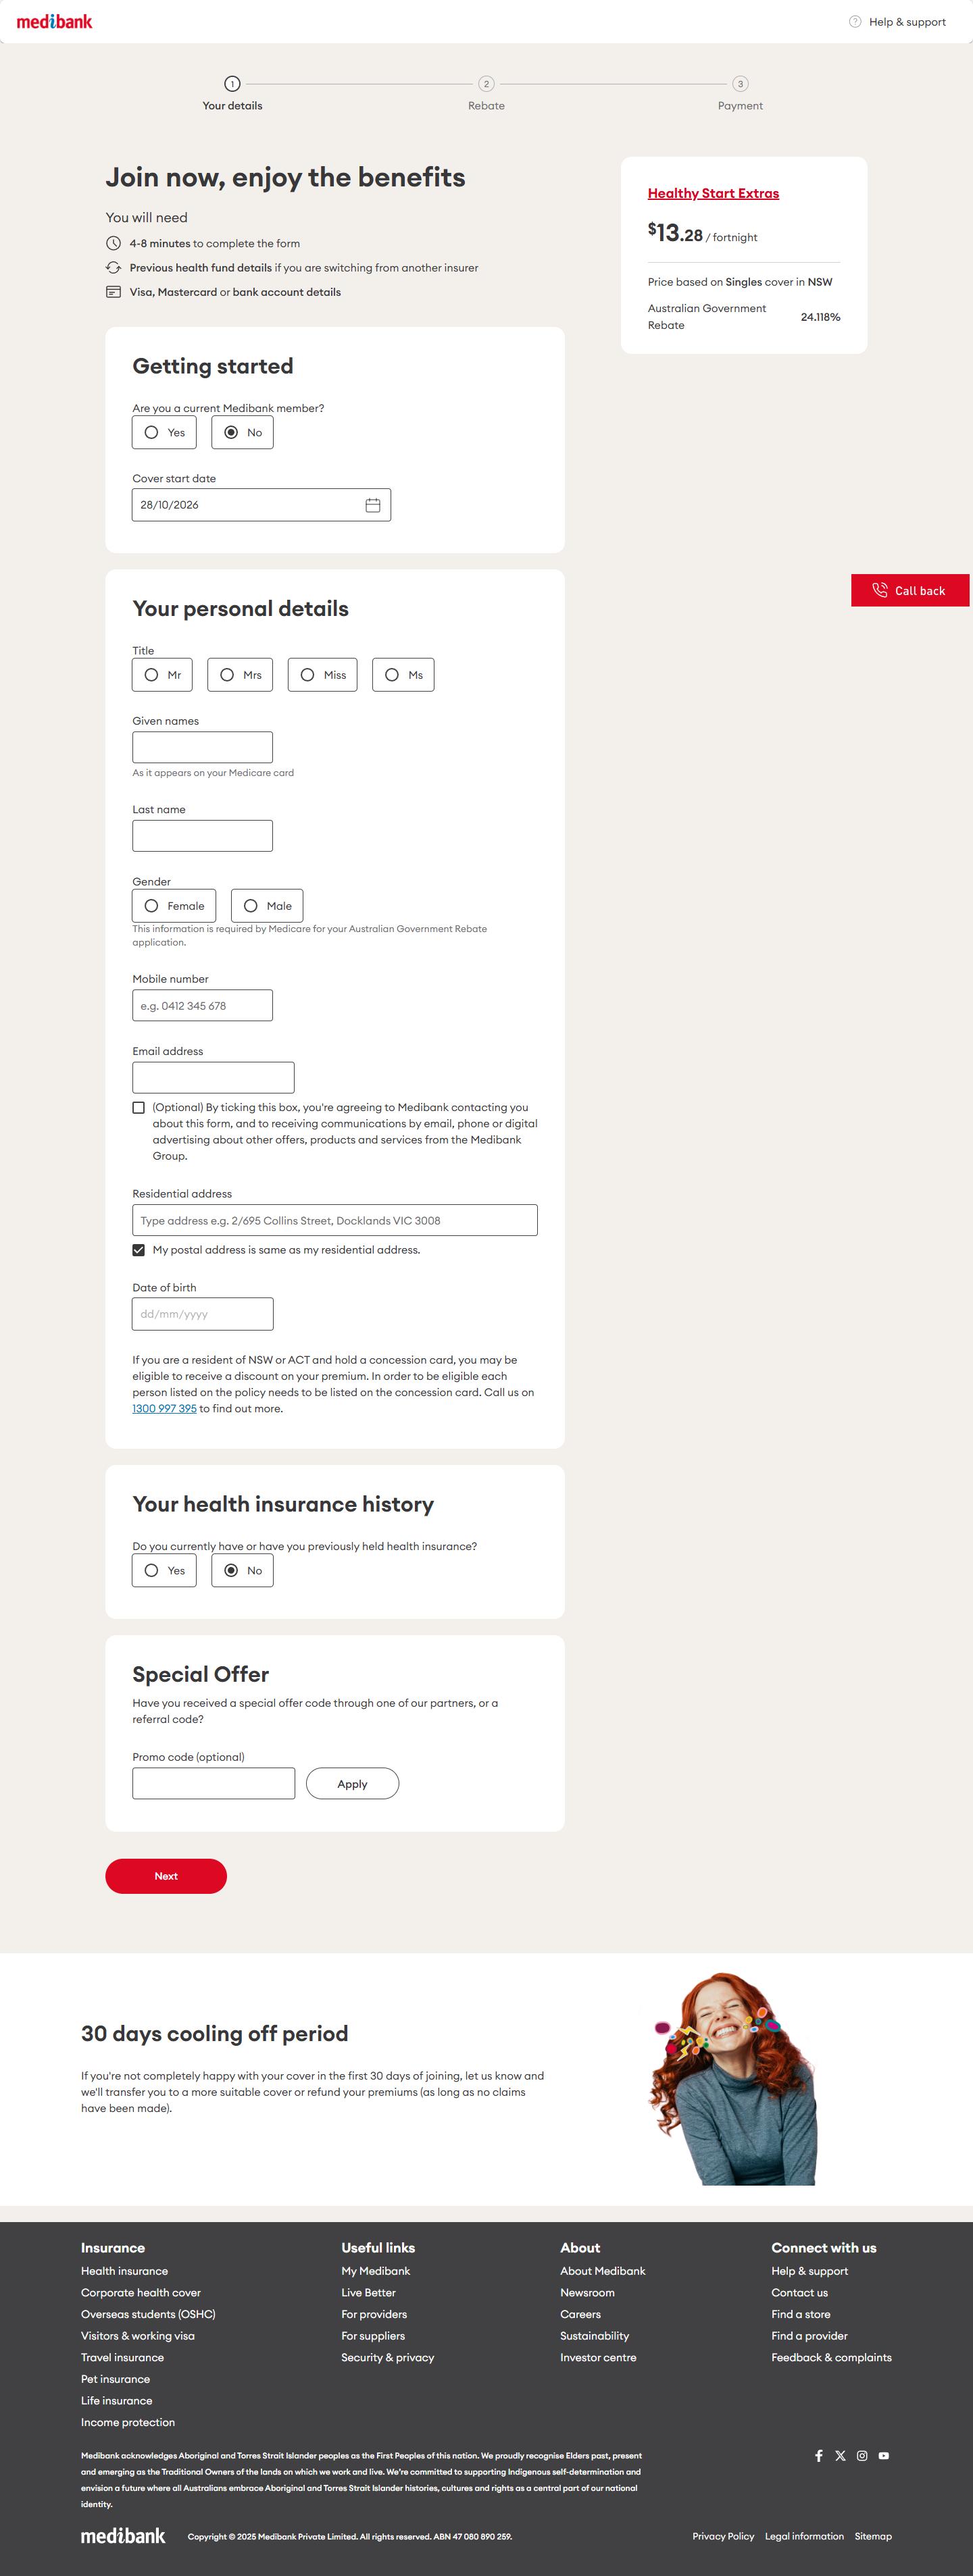 medibank
Help & support
1
2
3
Your details
Rebate
Payment
Join now, enjoy the benefits
You will need
4-8 minutes to complete the form
Previous health fund details if you are switching from another insurer
Visa, Mastercard or bank account details
Healthy Start Extras
$13.28 / fortnight
Price based on Singles cover in NSW
Australian Government
Rebate
24.118%
Getting started
Are you a current Medibank member?
Yes
No
Cover start date
28/10/2026
Call back
Your personal details
Title
Mr
Mrs
Miss
Ms
Given names
As it appears on your Medicare card
Last name
Gender
Female
Male
This information is required by Medicare for your Australian Government Rebate
application.
Mobile number
e.g. 0412 345 678
Email address
(Optional) By ticking this box, you're agreeing to Medibank contacting you
about this form, and to receiving communications by email, phone or digital
advertising about other offers, products and services from the Medibank
Group.
Residential address
Type address e.g. 2/695 Collins Street, Docklands VIC 3008
My postal address is same as my residential address.
Date of birth
dd/mm/yyyy
If you are a resident of NSW or ACT and hold a concession card, you may be
eligible to receive a discount on your premium. In order to be eligible each
person listed on the policy needs to be listed on the concession card. Call us on
1300 997 395 to find out more.
Your health insurance history
Do you currently have or have you previously held health insurance?
Yes
No
Special Offer
Have you received a special offer code through one of our partners, or a
referral code?
Promo code (optional)
Apply
Next
30 days cooling off period
If you're not completely happy with your cover in the first 30 days of joining, let us know and
we'll transfer you to a more suitable cover or refund your premiums (as long as no claims
have been made).
Insurance
Health insurance
Corporate health cover
Overseas students (OSHC)
Visitors & working visa
Travel insurance
Pet insurance
Life insurance
Income protection
Useful links
My Medibank
Live Better
For providers
For suppliers
Security & privacy
About
About Medibank
Newsroom
Careers
Sustainability
Investor centre
Connect with us
Help & support
Contact us
Find a store
Find a provider
Feedback & complaints
Medibank acknowledges Aboriginal and Torres Strait Islander peoples as the First Peoples of this nation. We proudly recognise Elders past, present
and emerging as the Traditional Owners of the lands on which we work and live. We're committed to supporting Indigenous self-determination and
envision a future where all Australians embrace Aboriginal and Torres Strait Islander histories, cultures and rights as a central part of our national
identity.
medibank
Copyright © 2025 Medibank Private Limited. All rights reserved. ABN 47 080 890 259.
Privacy Policy
Legal information
Sitemap